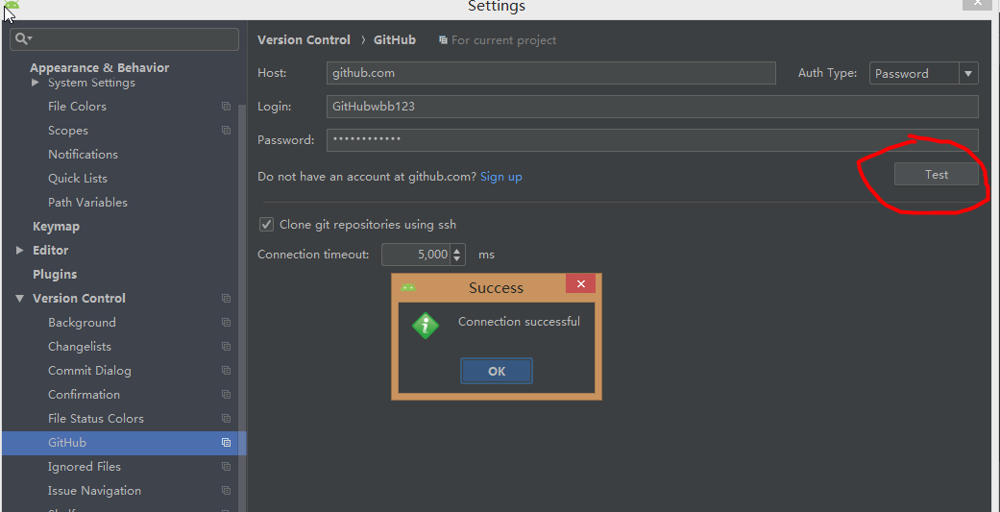 Settings
Version Control › GitHub For current project
Appearance & Behavior
System Settings
File Colors
Scopes
Notifications
Quick Lists
Path Variables
Keymap
Editor
Plugins
Version Control
Background
Changelists
Commit Dialog
Confirmation
File Status Colors
GitHub
Ignored Files
Issue Navigation
Host: github.com Auth Type: Password
Login: GitHubwbb123
Password: ••••••••••••
Do not have an account at github.com? Sign up
Test
Clone git repositories using ssh
Connection timeout: 5,000 ms
Success
Connection successful
OK